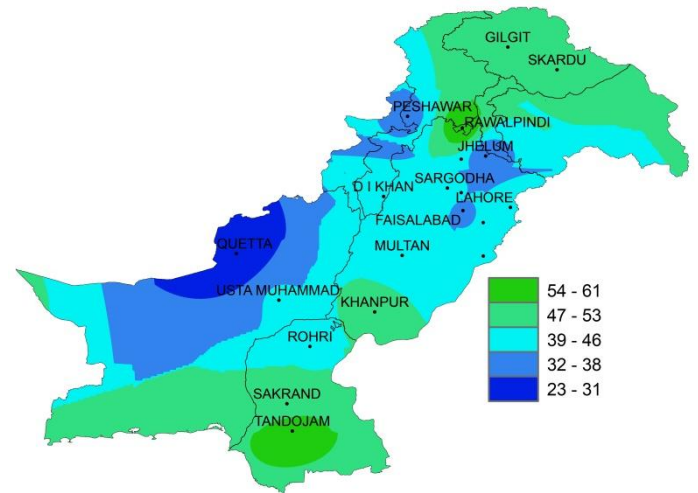 GILGIT
SKARDU
PESHAWAR
RAWALPINDI
JHELUM
SARGODHA
D I KHAN
LAHORE
FAISALABAD
QUETTA
MULTAN
USTA MUHAMMAD
KHANPUR
ROHRI
SAKRAND
TANDOJAM
54 - 61
47 - 53
39 - 46
32 - 38
23 - 31